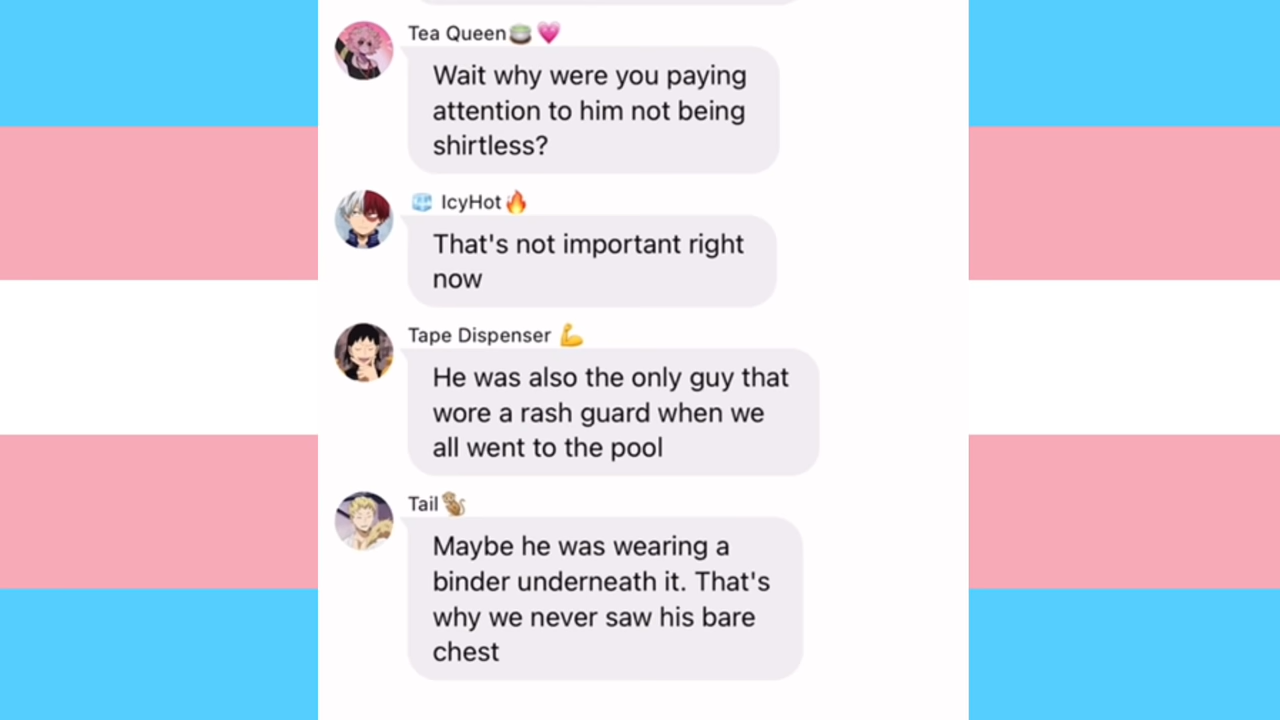 Tea Queen🍵💗
Wait why were you paying
attention to him not being
shirtless?
🧊 IcyHot🔥
That's not important right
now
Tape Dispenser 💪
He was also the only guy that
wore a rash guard when we
all went to the pool
Tail🐒
Maybe he was wearing a
binder underneath it. That's
why we never saw his bare
chest